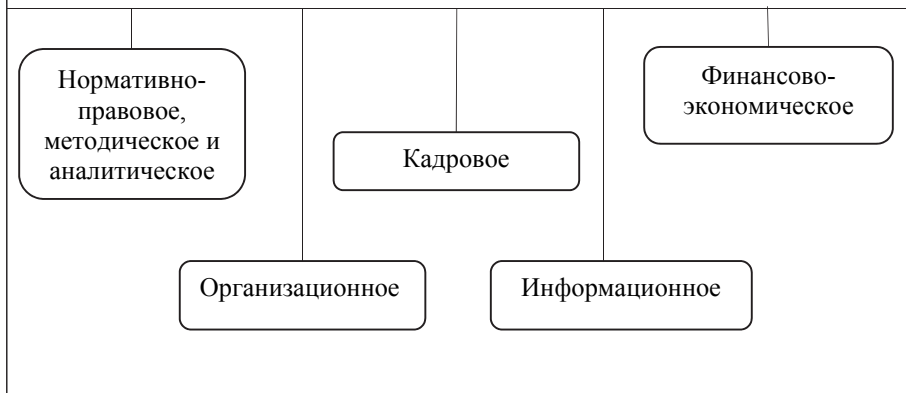 Нормативно-
правовое,
методическое и
аналитическое
Финансово-
экономическое
Кадровое
Организационное
Информационное